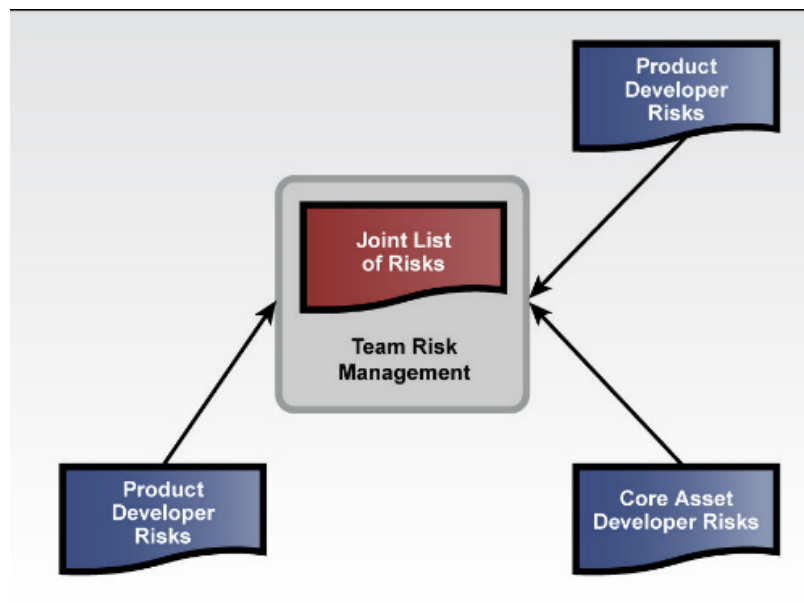 Product
Developer
Risks
Joint List
of Risks
Team Risk
Management
Product
Developer
Risks
Core Asset
Developer Risks